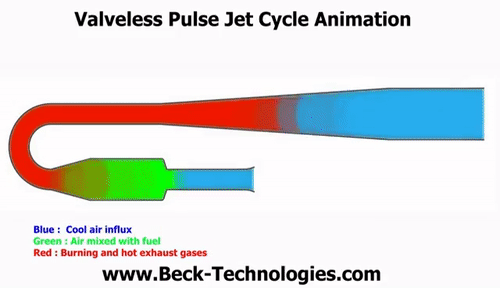 Valveless Pulse Jet Cycle Animation
Blue : Cool air influx
Green : Air mixed with fuel
Red : Burning and hot exhaust gases
www.Beck-Technologies.com